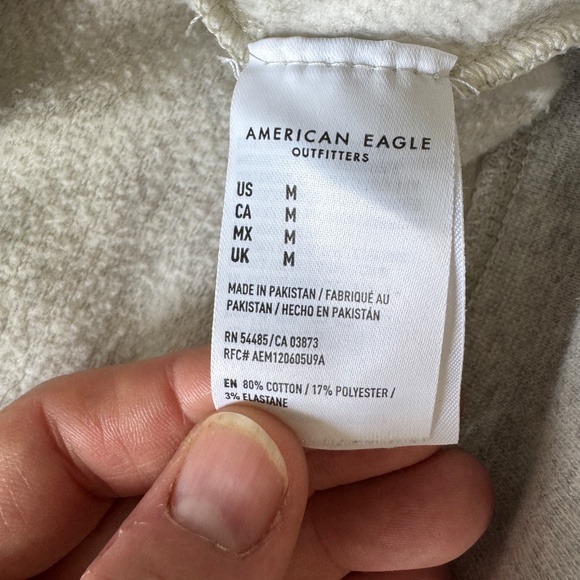 AMERICAN EAGLE
OUTFITTERS
US M
CA M
MX M
UK M
MADE IN PAKISTAN / FABRIQUÉ AU
PAKISTAN / HECHO EN PAKISTÁN
RN 54485/CA 03873
RFC# AEM120605U9A
EN 80% COTTON / 17% POLYESTER /
3% ELASTANE